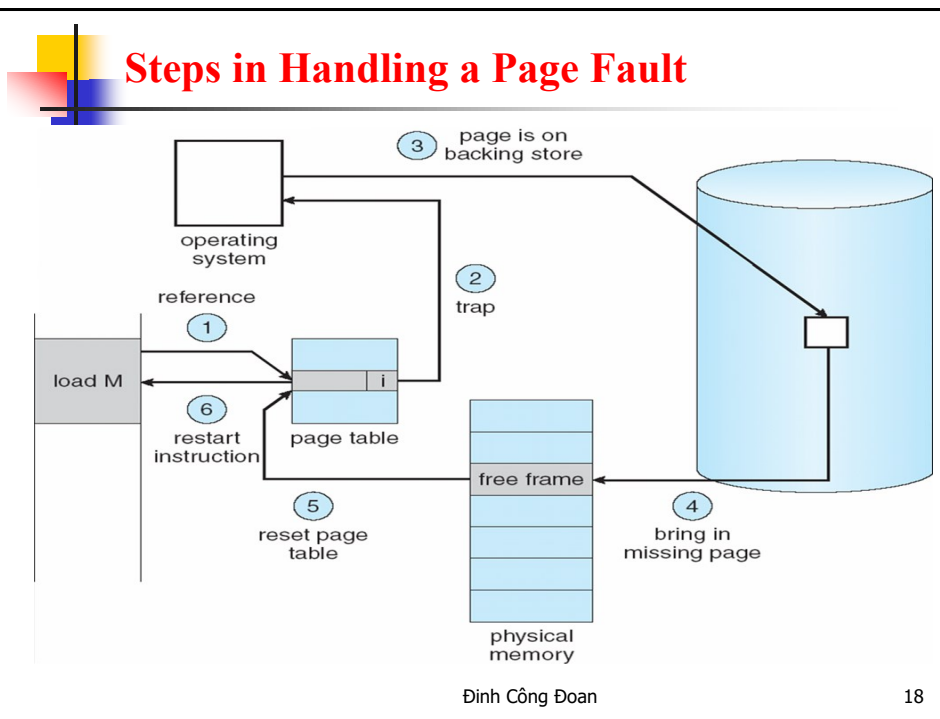 Steps in Handling a Page Fault
3
page is on
backing store
operating
system
2
trap
reference
1
load M
i
6
restart
instruction
page table
free frame
5
reset page
table
4
bring in
missing page
physical
memory
Đinh Công Đoan
18